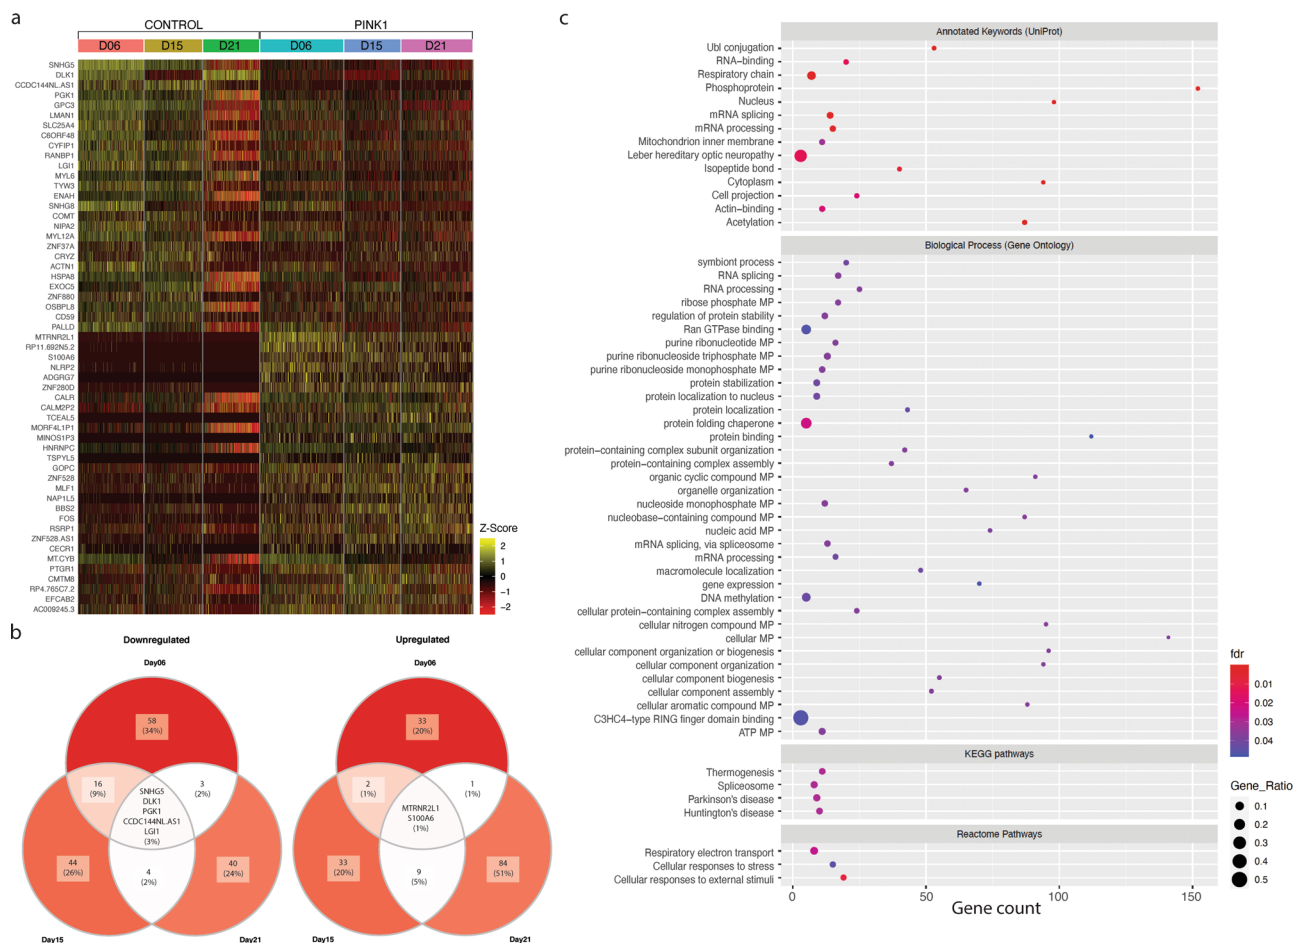 a
CONTROL
PINK1
D06
D15
D21
D06
D15
D21
SNHG5
DLK1
CCDC144NL.AS1
PGK1
GPC3
LMAN1
SLC25A4
C6ORF48
CYFIP1
RANBP1
LGI1
MYL6
TYW3
ENAH
SNHG8
COMT
NIPA2
MYL12A
ZNF37A
CRYZ
ACTN1
HSPA8
EXOC5
ZNF880
OSBPL8
CD59
PALLD
MTRNR2L1
RP11.692N5.2
S100A6
NLRP2
ADGRG7
ZNF280D
CALR
CALM2P2
TCEAL5
MORF4L1P1
MINOS1P3
HNRNPC
TSPYL5
GOPC
ZNF528
MLF1
NAP1L5
BBS2
FOS
RSRP1
ZNF528.AS1
CECR1
MT.CYB
PTGR1
CMTM8
RP4.765C7.2
EFCAB2
AC009245.3
Z-Score
2
1
0
−1
−2
b
Downregulated
Day06
58
(34%)
16
(9%)
3
(2%)
SNHG5
DLK1
PGK1
CCDC144NL.AS1
LGI1
(3%)
44
(26%)
4
(2%)
40
(24%)
Day15
Day21
Upregulated
Day06
33
(20%)
2
(1%)
1
(1%)
MTRNR2L1
S100A6
(1%)
33
(20%)
9
(5%)
84
(51%)
Day15
Day21
c
Annotated Keywords (UniProt)
Ubl conjugation
RNA−binding
Respiratory chain
Phosphoprotein
Nucleus
mRNA splicing
mRNA processing
Mitochondrion inner membrane
Leber hereditary optic neuropathy
Isopeptide bond
Cytoplasm
Cell projection
Actin−binding
Acetylation
Biological Process (Gene Ontology)
symbiont process
RNA splicing
RNA processing
ribose phosphate MP
regulation of protein stability
Ran GTPase binding
purine ribonucleotide MP
purine ribonucleoside triphosphate MP
purine ribonucleoside monophosphate MP
protein stabilization
protein localization to nucleus
protein localization
protein folding chaperone
protein binding
protein−containing complex subunit organization
protein−containing complex assembly
organic cyclic compound MP
organelle organization
nucleoside monophosphate MP
nucleobase−containing compound MP
nucleic acid MP
mRNA splicing, via spliceosome
mRNA processing
macromolecule localization
gene expression
DNA methylation
cellular protein−containing complex assembly
cellular nitrogen compound MP
cellular MP
cellular component organization or biogenesis
cellular component organization
cellular component biogenesis
cellular component assembly
cellular aromatic compound MP
C3HC4−type RING finger domain binding
ATP MP
KEGG pathways
Thermogenesis
Spliceosome
Parkinson's disease
Huntington's disease
Reactome Pathways
Respiratory electron transport
Cellular responses to stress
Cellular responses to external stimuli
0
50
100
150
Gene count
fdr
0.01
0.02
0.03
0.04
Gene_Ratio
0.1
0.2
0.3
0.4
0.5